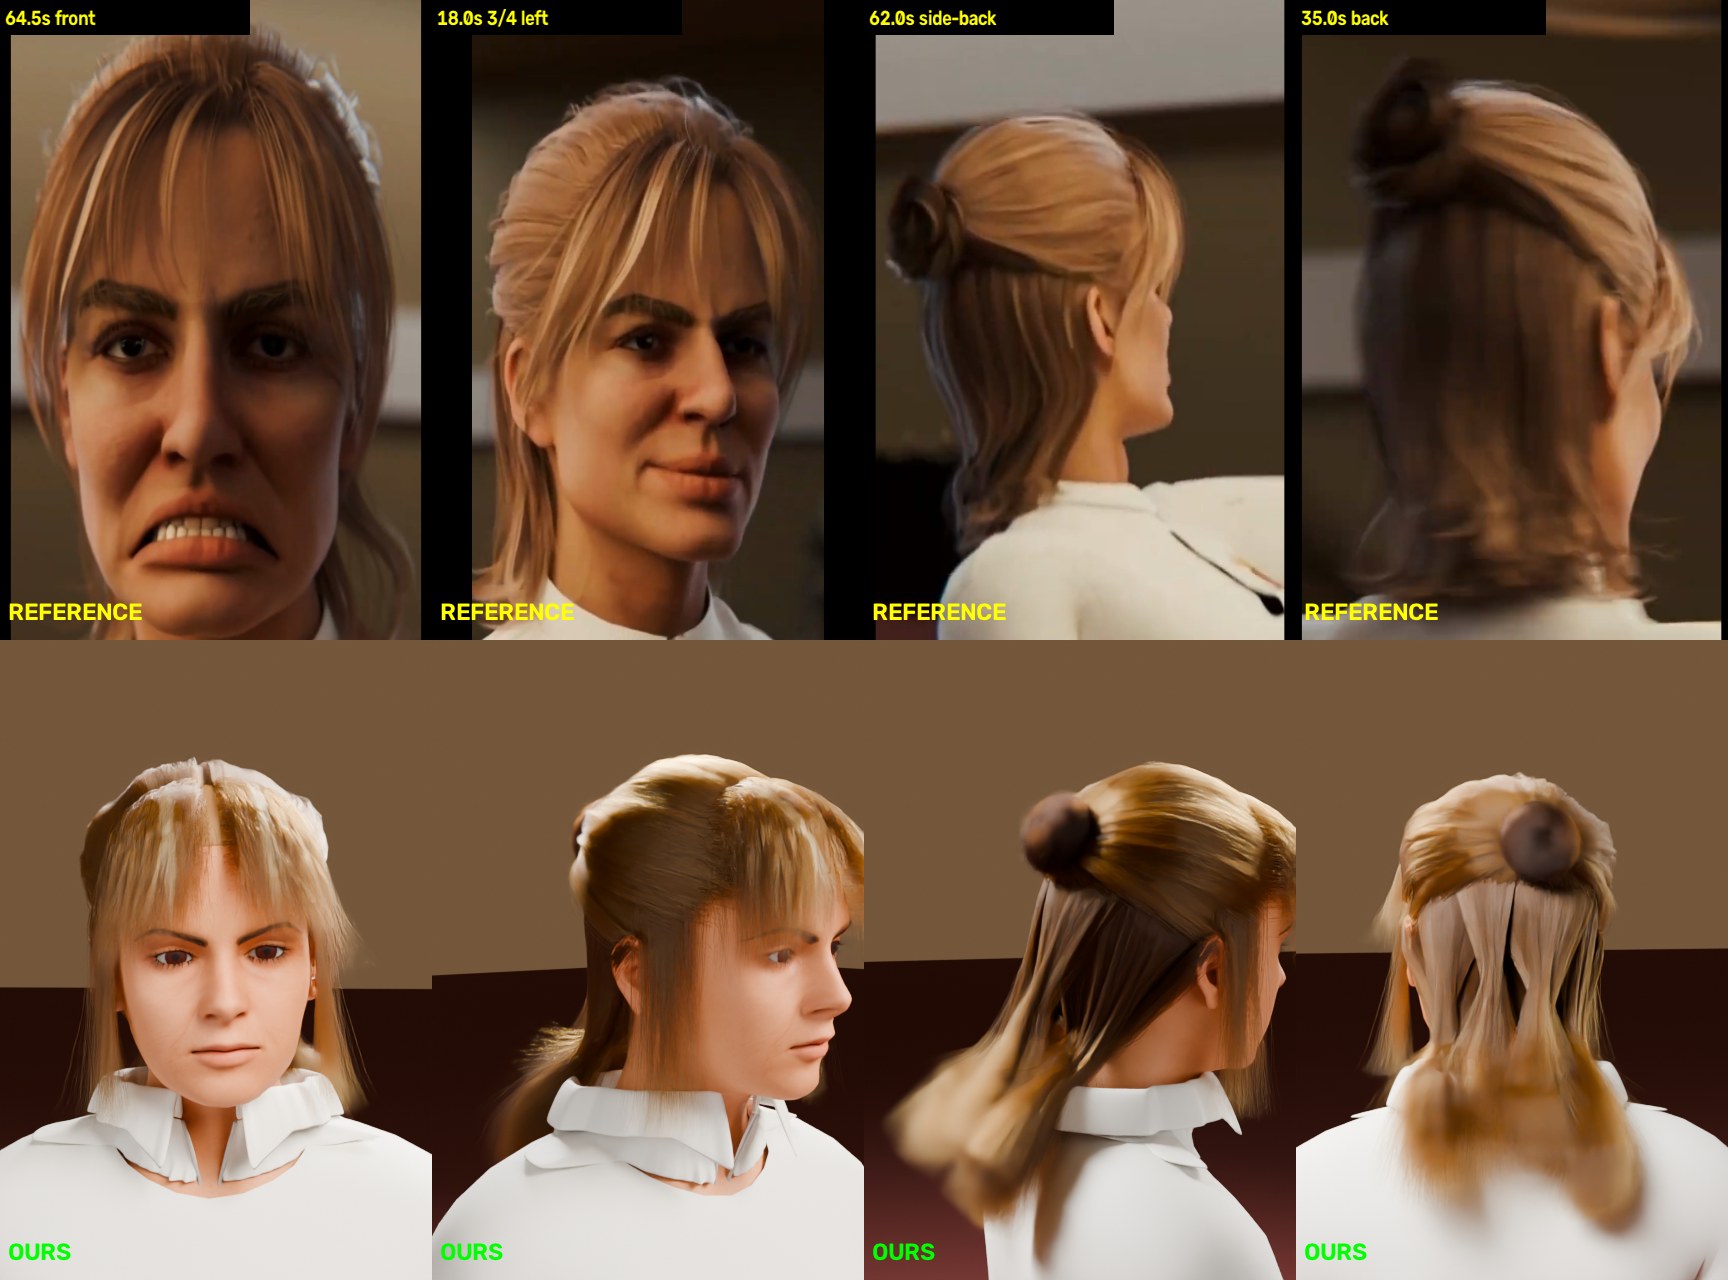 64.5s front
18.0s 3/4 left
62.0s side-back
35.0s back
REFERENCE
REFERENCE
REFERENCE
REFERENCE
OURS
OURS
OURS
OURS